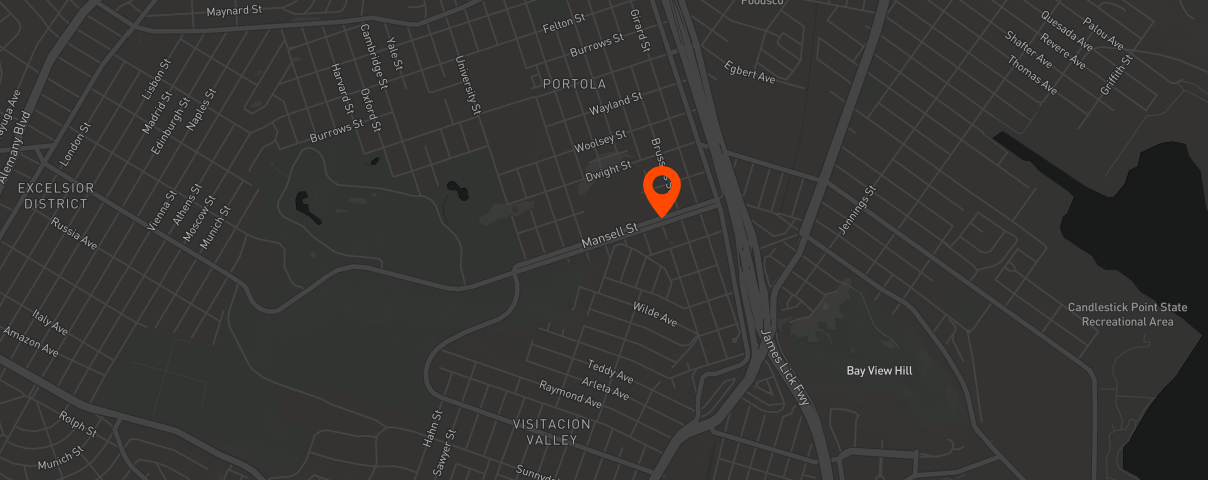 Maynard St
Felton St
Girard St
Foodsco
Palou Ave
Quesada Ave
Revere Ave
Shafter Ave
Thomas Ave
Griffith St
Burrows St
Yale St
Cambridge St
University St
Harvard St
Oxford St
Burrows St
PORTOLA
Egbert Ave
Lisbon St
Madrid St
Edinburgh St
Naples St
London St
Alemany Blvd
Wayland St
Woolsey St
Dwight St
EXCELSIOR
DISTRICT
Vienna St
Athens St
Moscow St
Munich St
Russia Ave
Mansell St
Jennings St
Candlestick Point State
Recreational Area
Italy Ave
Amazon Ave
Wilde Ave
James Lick Fwy
Bay View Hill
Teddy Ave
Arleta Ave
Raymond Ave
Rolph St
Munich St
Hahn St
Sawyer St
VISITACION
VALLEY